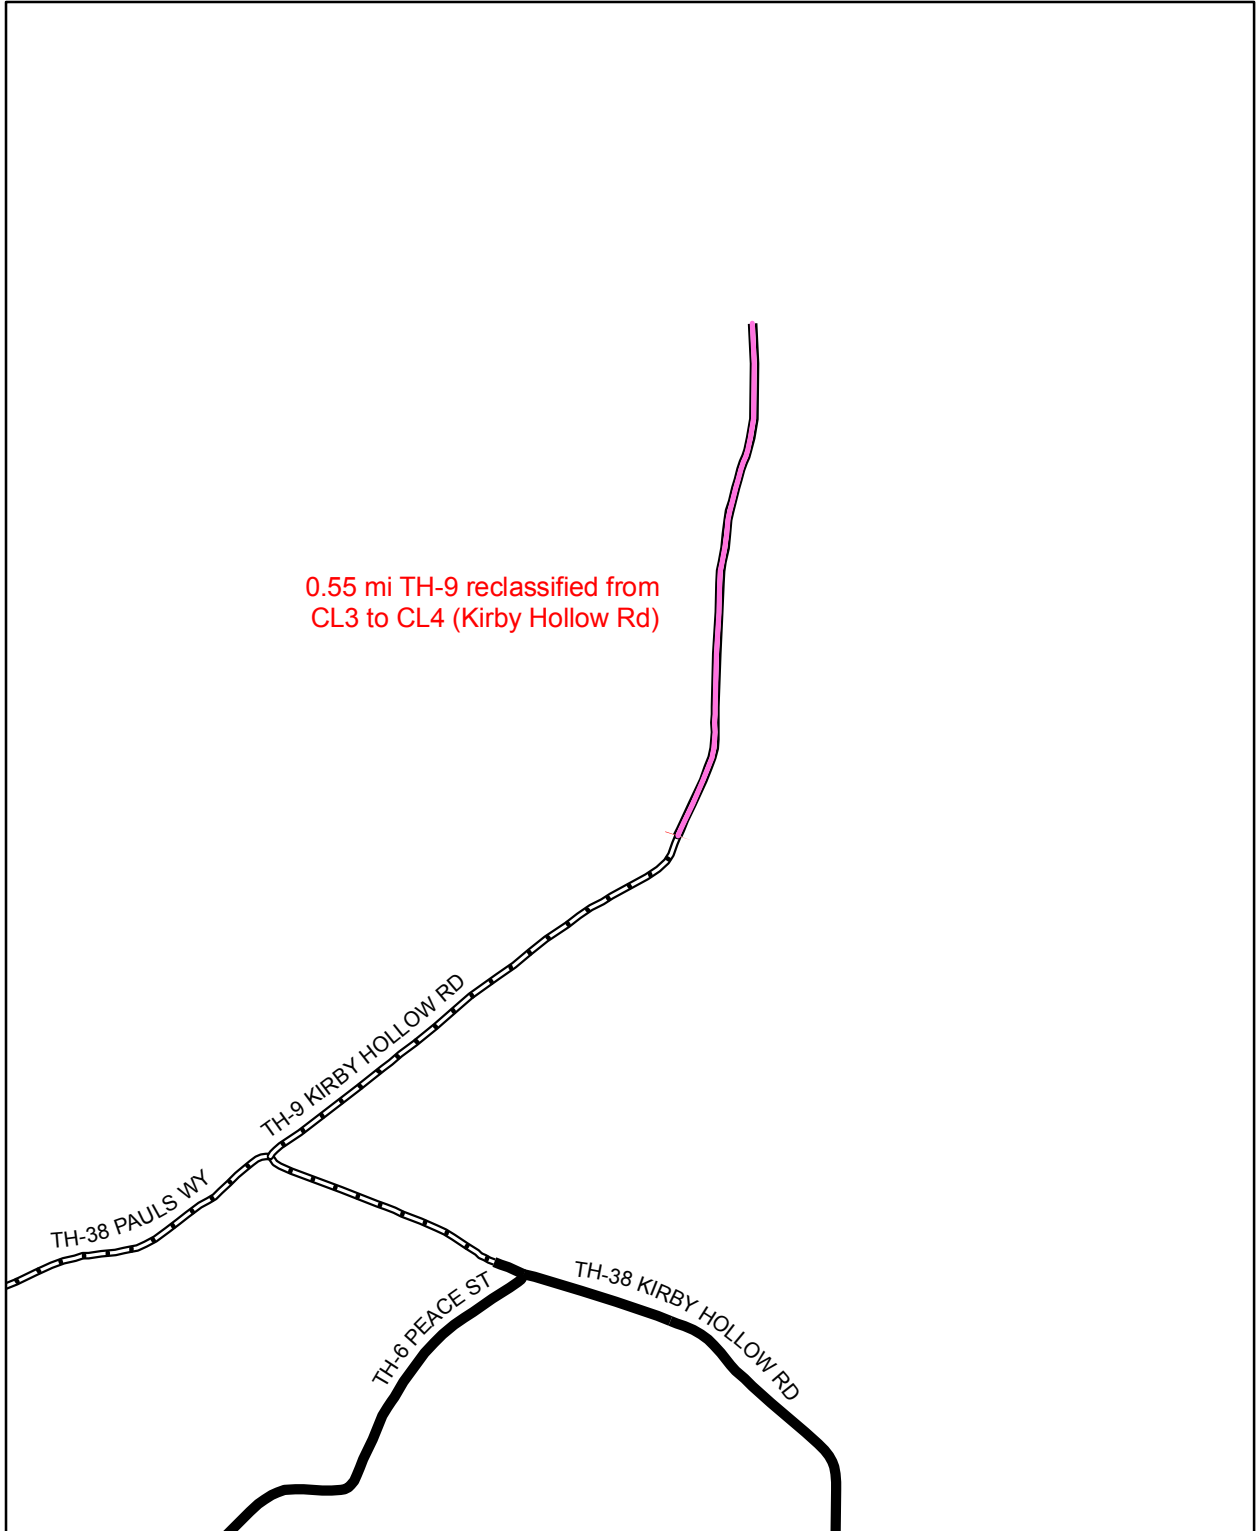 0.55 mi TH-9 reclassified from
CL3 to CL4 (Kirby Hollow Rd)
TH-9 KIRBY HOLLOW RD
TH-38 PAULS WY
TH-38 KIRBY HOLLOW RD
TH-6 PEACE ST